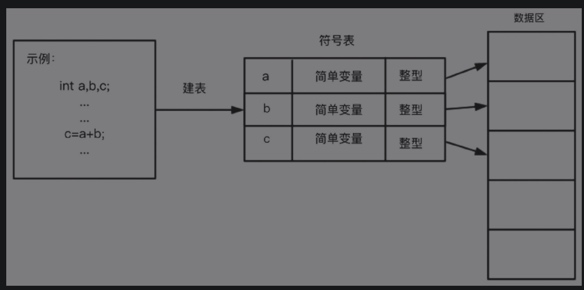 数据区
符号表
示例：
int a,b,c;
...
...
c=a+b;
...
建表
a 简单变量 整型
b 简单变量 整型
c 简单变量 整型